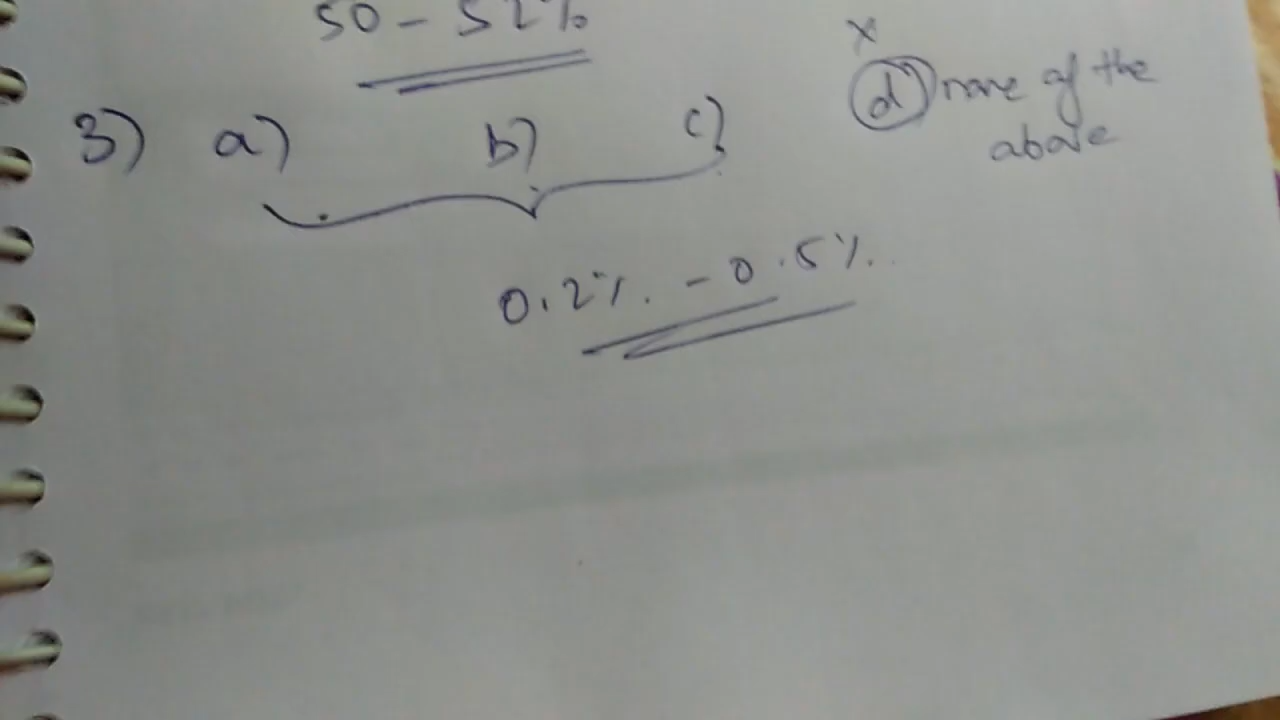 50 - 52%
x
3) a) b) c) d) none of the
above
0.2% - 0.5%